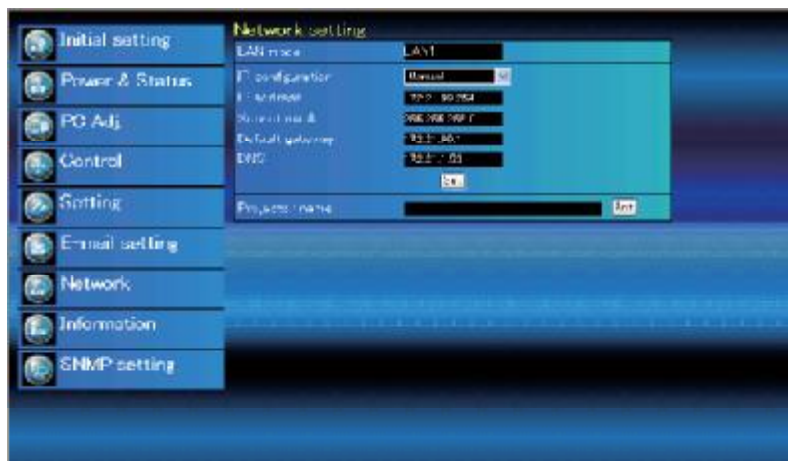 Initial setting
Power & Status
PC Adj.
Control
Setting
E-mail setting
Network
Information
SNMP setting
Network setting
LAN mode LAN1
IP configuration Manual
IP address
Subnet mask
Default gateway
DNS
Set
Projector name Set